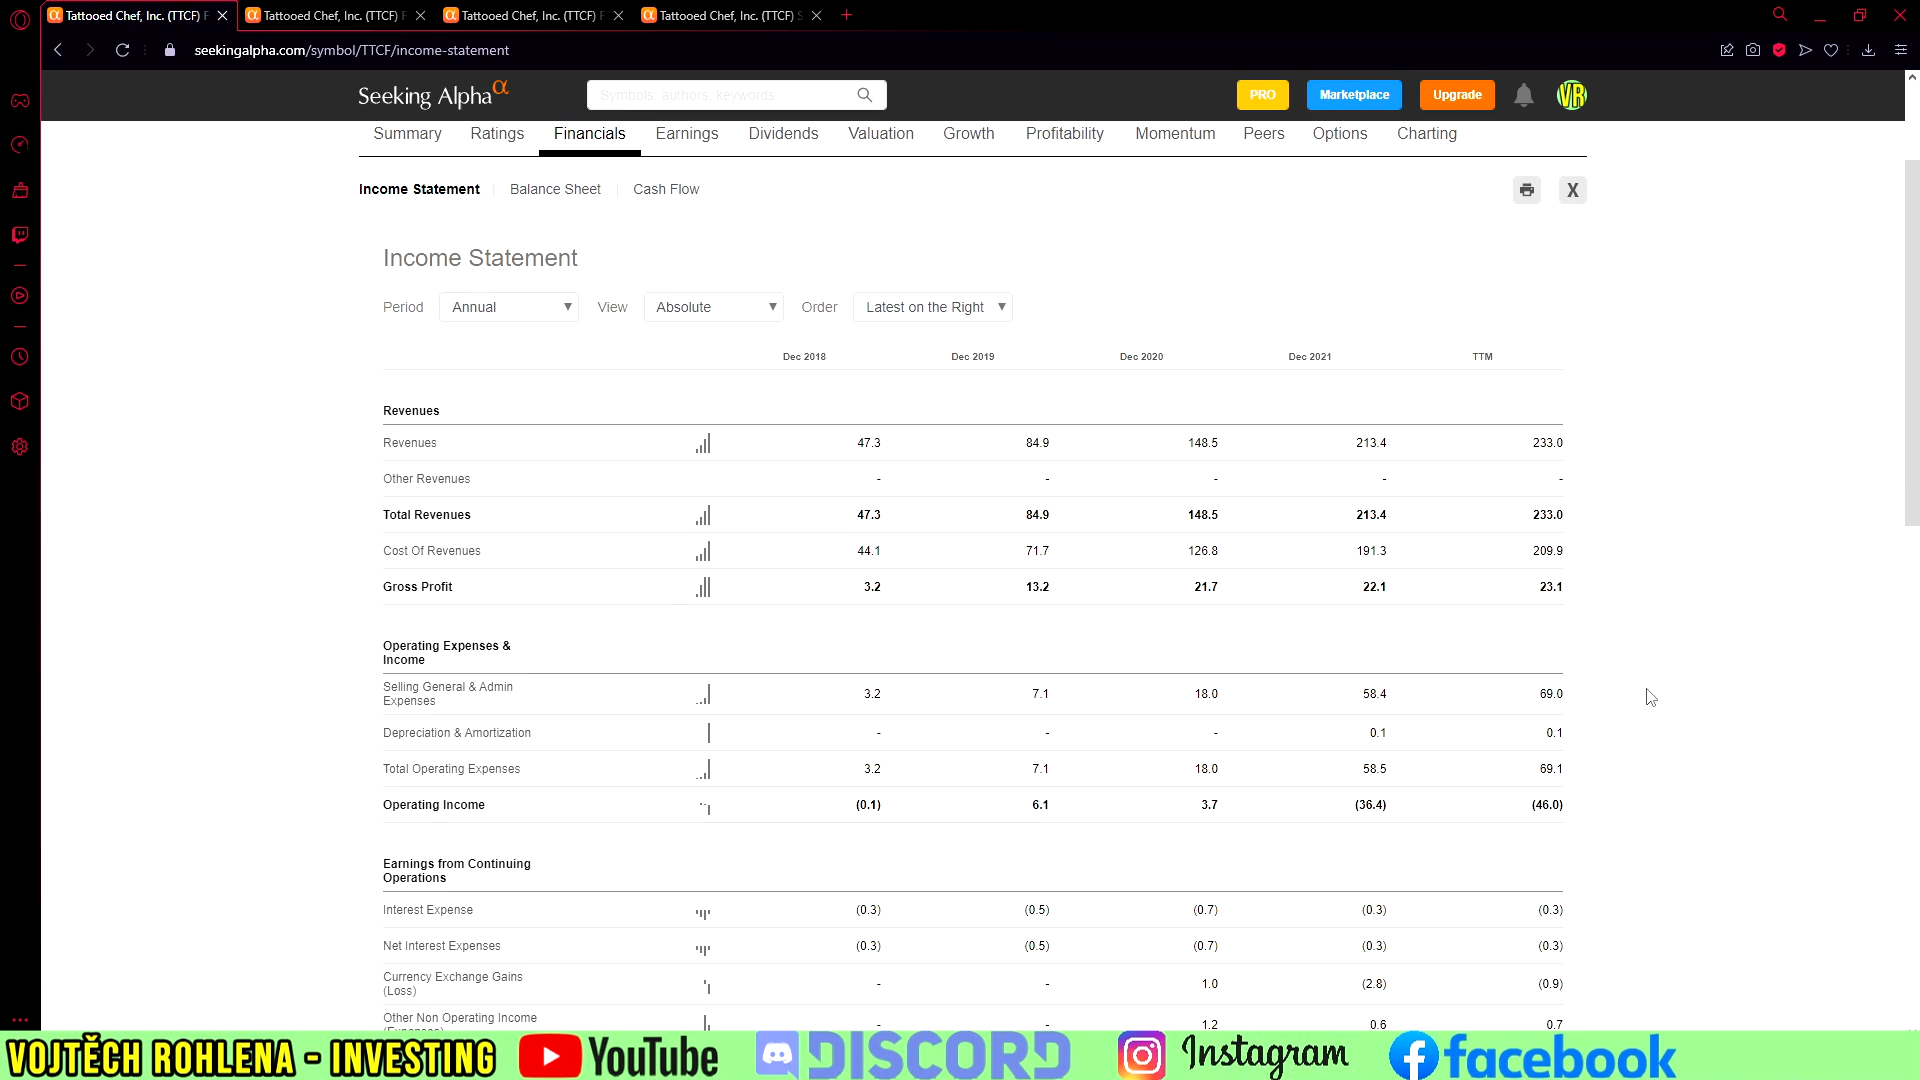 Tattooed Chef, Inc. (TTCF) F Tattooed Chef, Inc. (TTCF) F Tattooed Chef, Inc. (TTCF) F Tattooed Chef, Inc. (TTCF) S
seekingalpha.com/symbol/TTCF/income-statement
Seeking Alpha α Symbols, authors, keywords PRO Marketplace Upgrade VR
Summary Ratings Financials Earnings Dividends Valuation Growth Profitability Momentum Peers Options Charting
Income Statement Balance Sheet Cash Flow X
Income Statement
Period Annual View Absolute Order Latest on the Right
Dec 2018 Dec 2019 Dec 2020 Dec 2021 TTM
Revenues
Revenues 47.3 84.9 148.5 213.4 233.0
Other Revenues - - - - -
Total Revenues 47.3 84.9 148.5 213.4 233.0
Cost Of Revenues 44.1 71.7 126.8 191.3 209.9
Gross Profit 3.2 13.2 21.7 22.1 23.1
Operating Expenses &
Income
Selling General & Admin
Expenses 3.2 7.1 18.0 58.4 69.0
Depreciation & Amortization - - - 0.1 0.1
Total Operating Expenses 3.2 7.1 18.0 58.5 69.1
Operating Income (0.1) 6.1 3.7 (36.4) (46.0)
Earnings from Continuing
Operations
Interest Expense (0.3) (0.5) (0.7) (0.3) (0.3)
Net Interest Expenses (0.3) (0.5) (0.7) (0.3) (0.3)
Currency Exchange Gains
(Loss) - - 1.0 (2.8) (0.9)
Other Non Operating Income
(Expenses) - - 1.2 0.6 0.7
VOJTĚCH ROHLENA - INVESTING YouTube DISCORD Instagram facebook